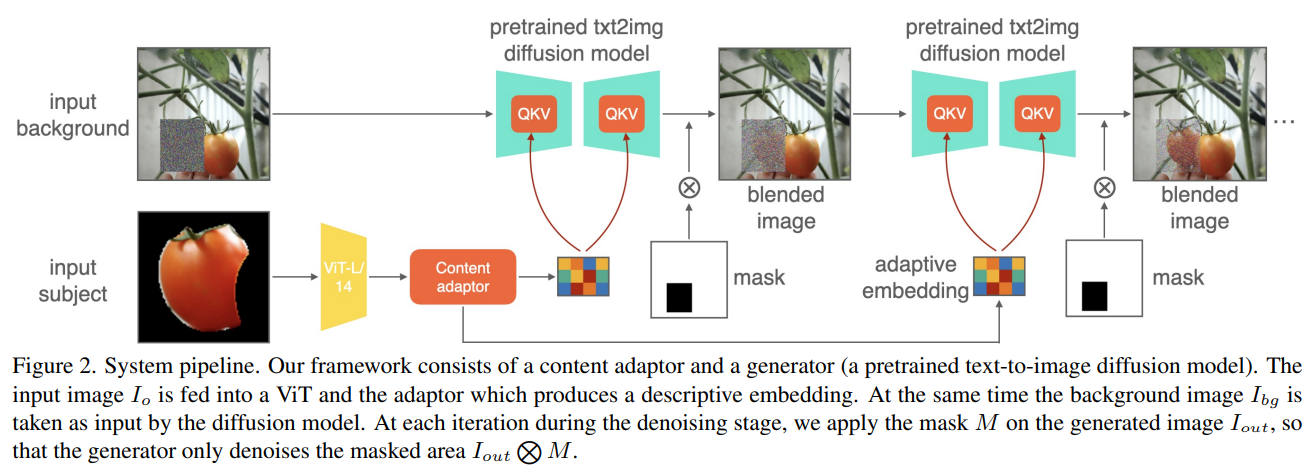 pretrained txt2img
diffusion model
pretrained txt2img
diffusion model
input
background
QKV
QKV
QKV
QKV
...
blended
image
blended
image
input
subject
ViT-L/
14
Content
adaptor
mask
adaptive
embedding
mask
Figure 2. System pipeline. Our framework consists of a content adaptor and a generator (a pretrained text-to-image diffusion model). The
input image I_o is fed into a ViT and the adaptor which produces a descriptive embedding. At the same time the background image I_{bg} is
taken as input by the diffusion model. At each iteration during the denoising stage, we apply the mask M on the generated image I_{out}, so
that the generator only denoises the masked area I_{out} ⊗ M.